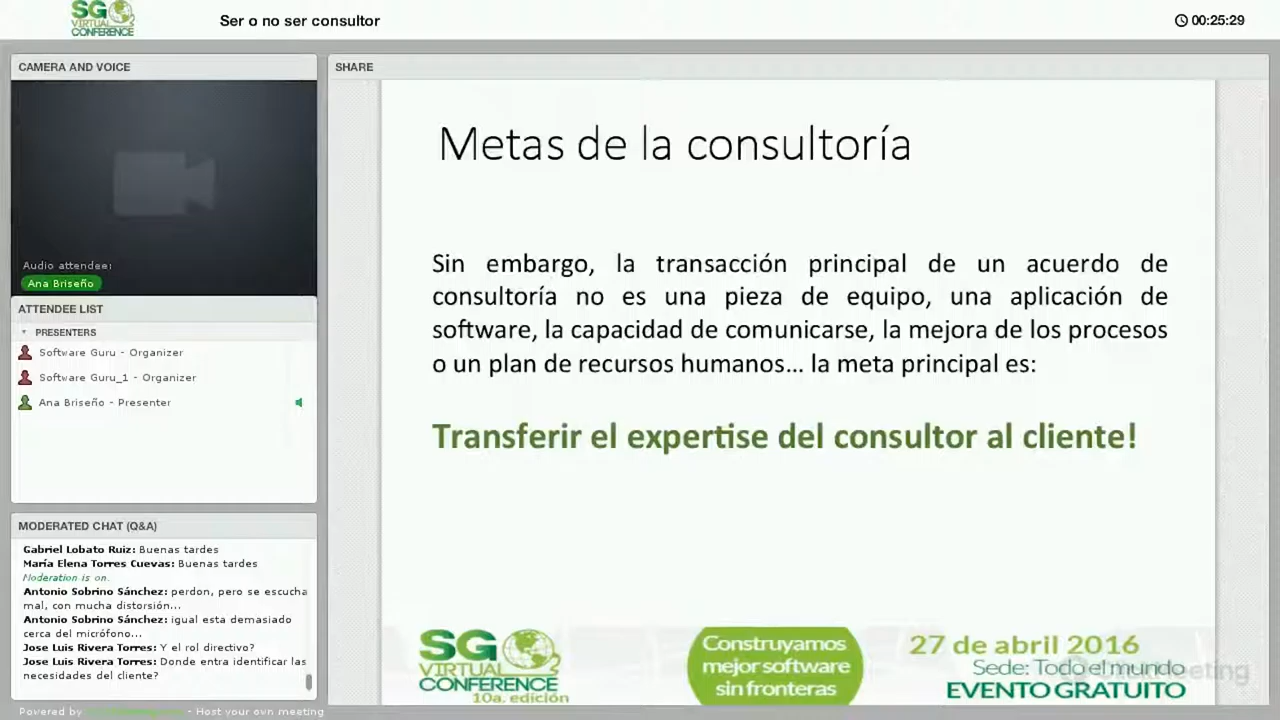 SG
VIRTUAL
CONFERENCE
Ser o no ser consultor
00:25:29
CAMERA AND VOICE
Audio attendee:
Ana Briseño
ATTENDEE LIST
PRESENTERS
Software Guru - Organizer
Software Guru_1 - Organizer
Ana Briseño - Presenter
MODERATED CHAT (Q&A)
Gabriel Lobato Ruiz: Buenas tardes
María Elena Torres Cuevas: Buenas tardes
Moderation is on.
Antonio Sobrino Sánchez: perdon, pero se escucha
mal, con mucha distorsión...
Antonio Sobrino Sánchez: igual esta demasiado
cerca del micrófono...
Jose Luis Rivera Torres: Y el rol directivo?
Jose Luis Rivera Torres: Donde entra identificar las
necesidades del cliente?
Powered by - Host your own meeting
SHARE
Metas de la consultoría
Sin embargo, la transacción principal de un acuerdo de
consultoría no es una pieza de equipo, una aplicación de
software, la capacidad de comunicarse, la mejora de los procesos
o un plan de recursos humanos... la meta principal es:
Transferir el expertise del consultor al cliente!
SG
VIRTUAL
CONFERENCE
10a. edición
Construyamos
mejor software
sin fronteras
27 de abril 2016
Sede: Todo el mundo
EVENTO GRATUITO